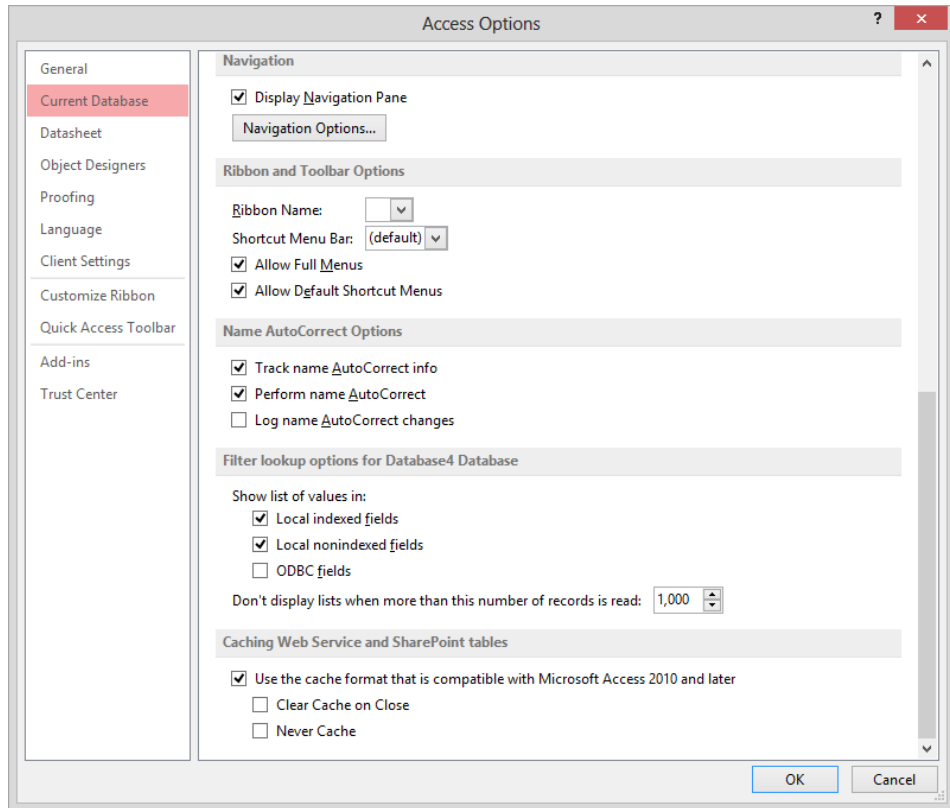 Access Options
?
General
Current Database
Datasheet
Object Designers
Proofing
Language
Client Settings
Customize Ribbon
Quick Access Toolbar
Add-ins
Trust Center
Navigation
Display Navigation Pane
Navigation Options...
Ribbon and Toolbar Options
Ribbon Name:
Shortcut Menu Bar: (default)
Allow Full Menus
Allow Default Shortcut Menus
Name AutoCorrect Options
Track name AutoCorrect info
Perform name AutoCorrect
Log name AutoCorrect changes
Filter lookup options for Database4 Database
Show list of values in:
Local indexed fields
Local nonindexed fields
ODBC fields
Don't display lists when more than this number of records is read: 1,000
Caching Web Service and SharePoint tables
Use the cache format that is compatible with Microsoft Access 2010 and later
Clear Cache on Close
Never Cache
OK Cancel